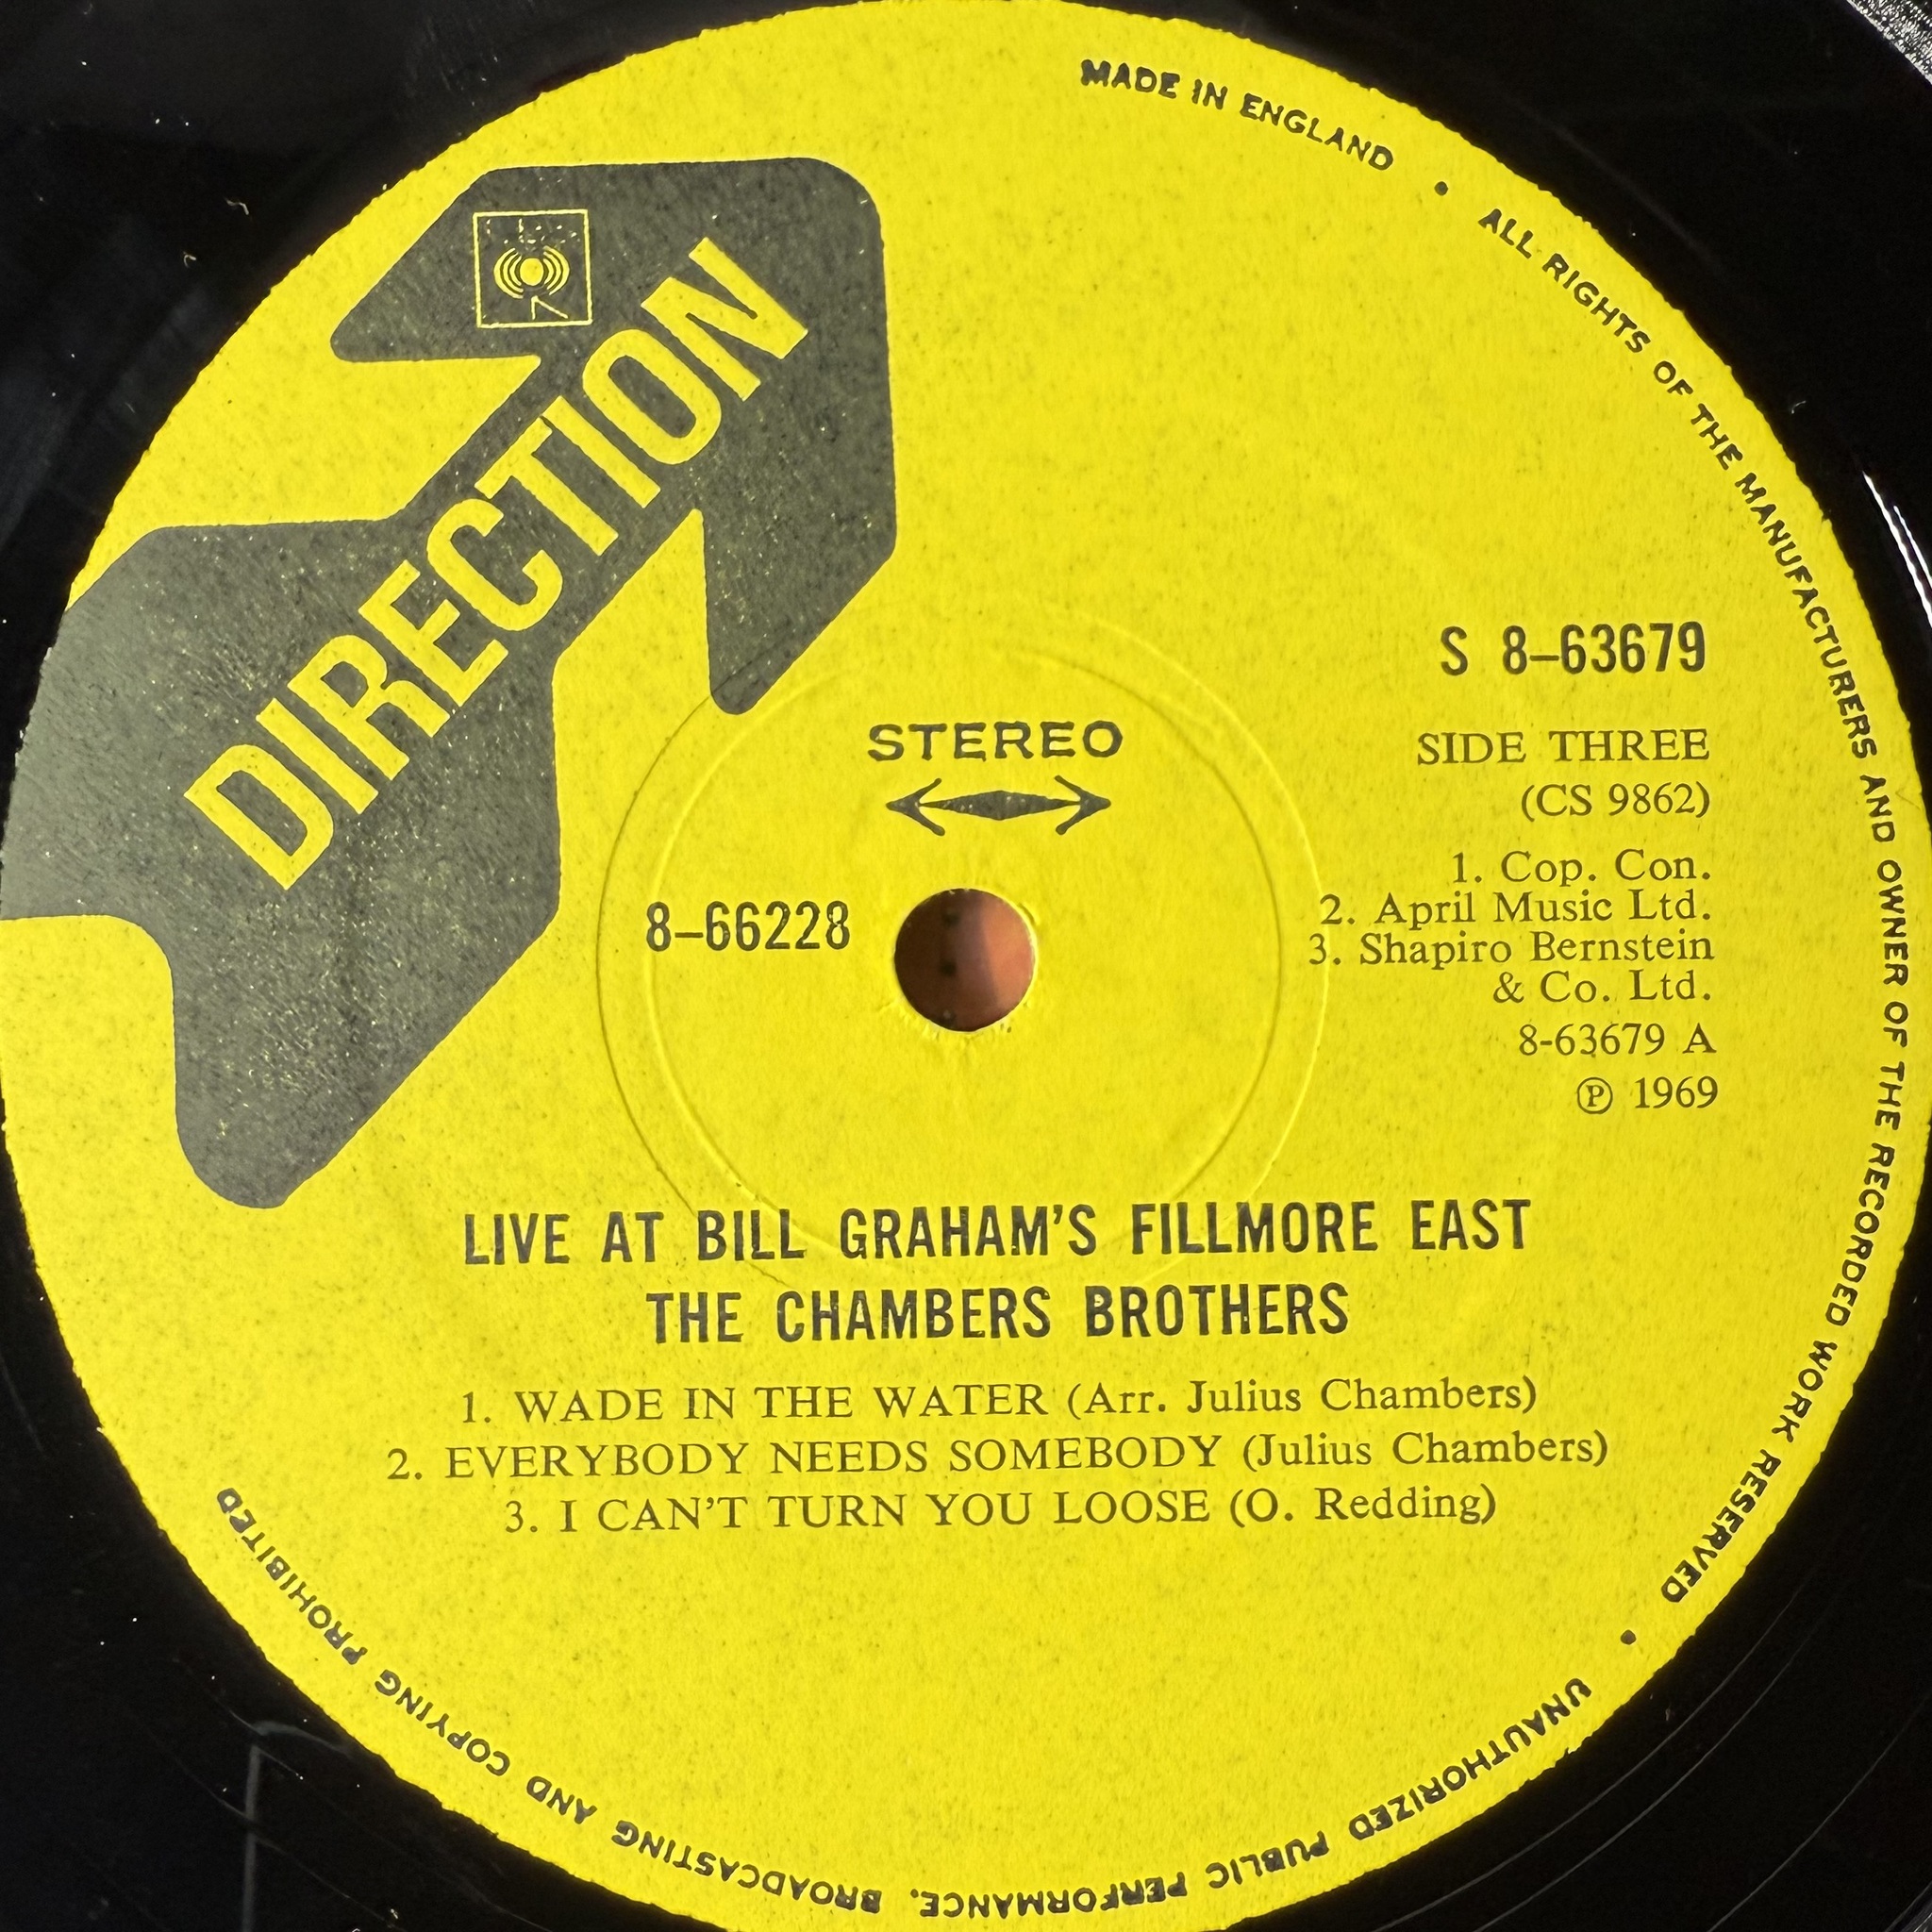 MADE IN ENGLAND • ALL RIGHTS OF THE MANUFACTURERS AND OWNER OF THE RECORDED WORK RESERVED • UNAUTHORIZED PUBLIC PERFORMANCE, BROADCASTING AND COPYING PROHIBITED
DIRECTION
S 8–63679
STEREO
SIDE THREE
(CS 9862)
1. Cop. Con.
2. April Music Ltd.
8–66228
3. Shapiro Bernstein
& Co. Ltd.
8-63679 A
℗ 1969
LIVE AT BILL GRAHAM'S FILLMORE EAST
THE CHAMBERS BROTHERS
1. WADE IN THE WATER (Arr. Julius Chambers)
2. EVERYBODY NEEDS SOMEBODY (Julius Chambers)
3. I CAN'T TURN YOU LOOSE (O. Redding)